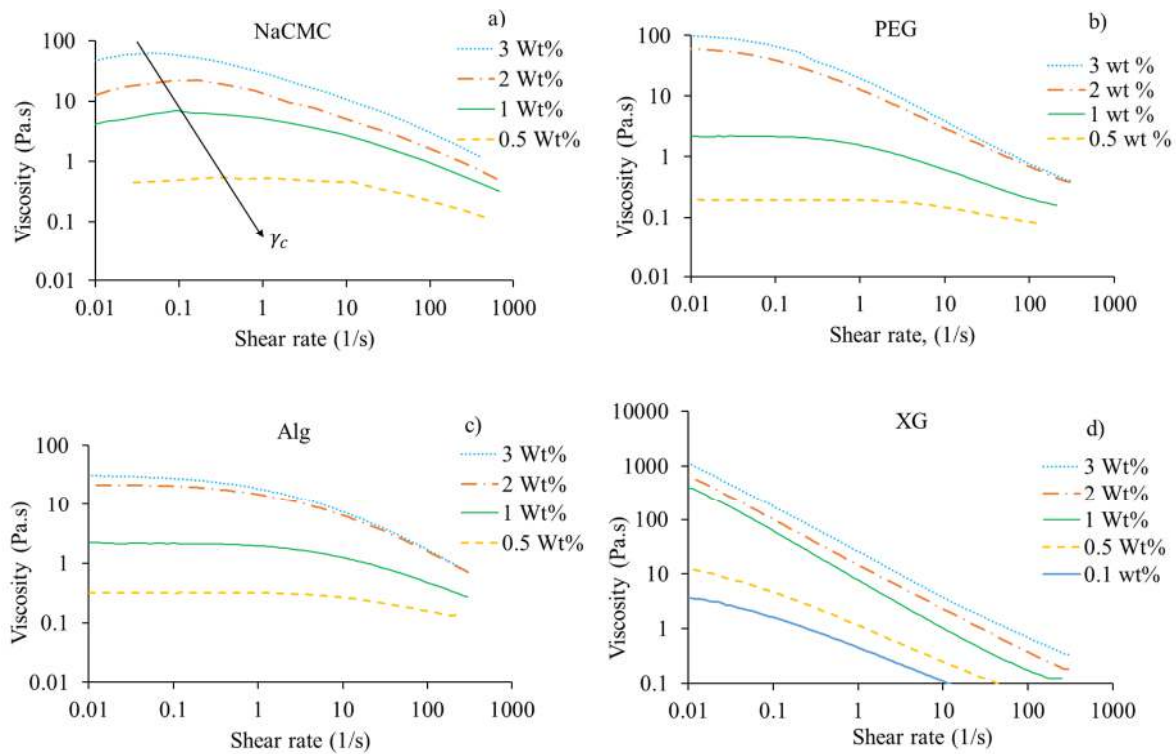 NaCMC
a)
100
10
1
0.1
0.01
Viscosity (Pa.s)
3 Wt%
2 Wt%
1 Wt%
0.5 Wt%
γc
0.01 0.1 1 10 100 1000
Shear rate (1/s)
PEG
b)
100
10
1
0.1
0.01
Viscosity (Pa.s)
3 wt %
2 wt %
1 wt %
0.5 wt %
0.01 0.1 1 10 100 1000
Shear rate, (1/s)
Alg
c)
100
10
1
0.1
0.01
Viscosity (Pa.s)
3 Wt%
2 Wt%
1 Wt%
0.5 Wt%
0.01 0.1 1 10 100 1000
Shear rate (1/s)
XG
d)
10000
1000
100
10
1
0.1
Viscosity (Pa.s)
3 Wt%
2 Wt%
1 Wt%
0.5 Wt%
0.1 wt%
0.01 0.1 1 10 100 1000
Shear rate (1/s)